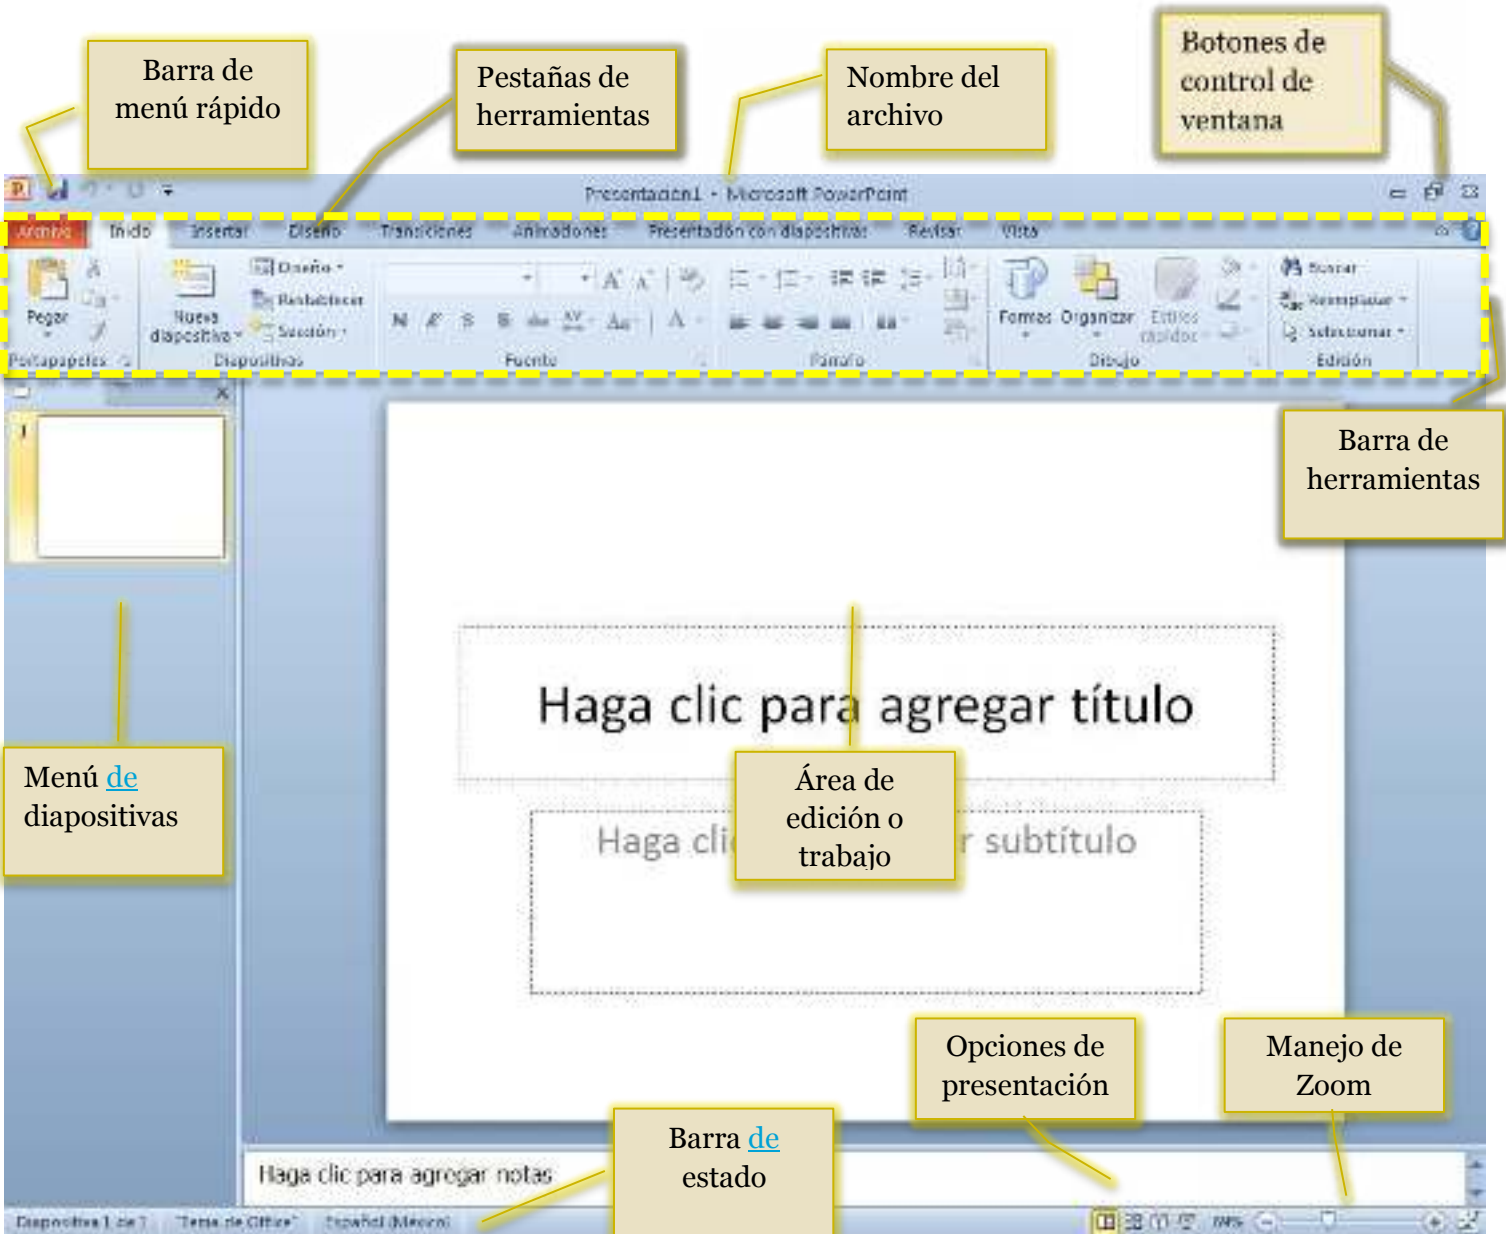 Barra de
menú rápido
Pestañas de
herramientas
Nombre del
archivo
Botones de
control de
ventana
Presentación1 - Microsoft PowerPoint
Archivo Inicio Insertar Diseño Transiciones Animaciones Presentación con diapositivas Revisar Vista
Pegar
Nueva
diapositiva
Diseño
Restablecer
Sección
Formas Organizar Estilos
rápidos
Buscar
Reemplazar
Seleccionar
Portapapeles Diapositivas Fuente Párrafo Dibujo Edición
Barra de
herramientas
1
Haga clic para agregar título
Menú de
diapositivas
Área de
edición o
trabajo
Haga clic r subtítulo
Opciones de
presentación
Manejo de
Zoom
Barra de
estado
Haga clic para agregar notas
Diapositiva 1 de 1 "Tema de Office" Español (México)